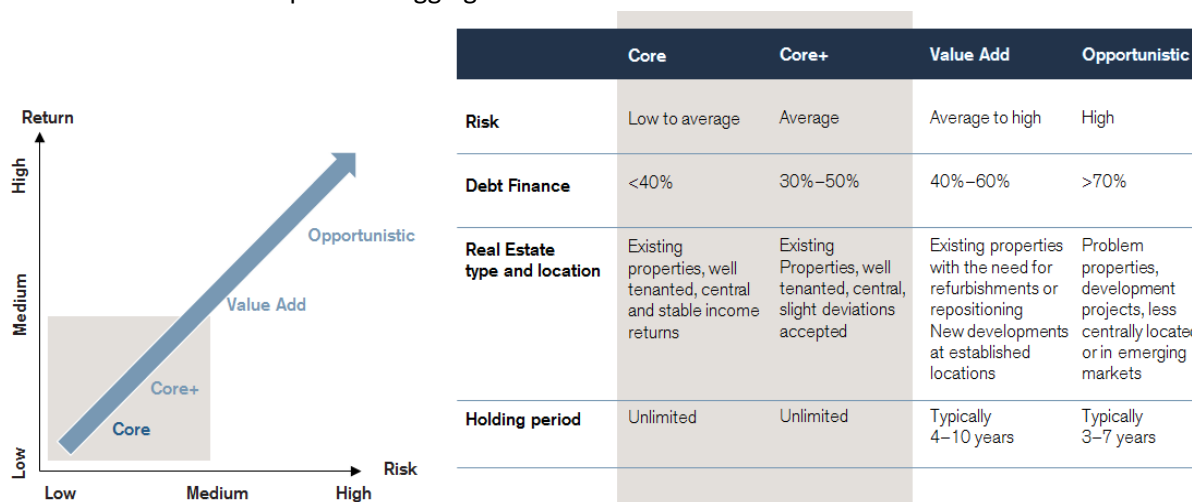 Return
High
Medium
Low
Opportunistic
Value Add
Core+
Core
Risk
Low
Medium
High
Core
Core+
Value Add
Opportunistic
Risk
Low to average
Average
Average to high
High
Debt Finance
<40%
30%–50%
40%–60%
>70%
Real Estate
type and location
Existing
properties, well
tenanted, central
and stable income
returns
Existing
Properties, well
tenanted, central,
slight deviations
accepted
Existing properties
with the need for
refurbishments or
repositioning
New developments
at established
locations
Problem
properties,
development
projects, less
centrally located
or in emerging
markets
Holding period
Unlimited
Unlimited
Typically
4–10 years
Typically
3–7 years